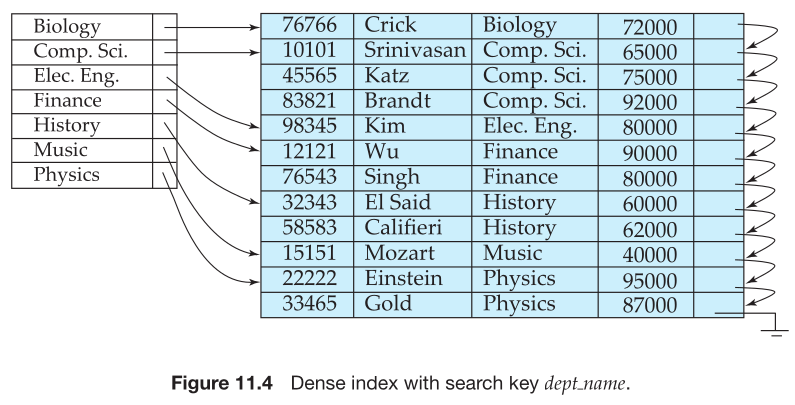 Biology
Comp. Sci.
Elec. Eng.
Finance
History
Music
Physics
76766 Crick Biology 72000
10101 Srinivasan Comp. Sci. 65000
45565 Katz Comp. Sci. 75000
83821 Brandt Comp. Sci. 92000
98345 Kim Elec. Eng. 80000
12121 Wu Finance 90000
76543 Singh Finance 80000
32343 El Said History 60000
58583 Califieri History 62000
15151 Mozart Music 40000
22222 Einstein Physics 95000
33465 Gold Physics 87000
Figure 11.4 Dense index with search key dept_name.